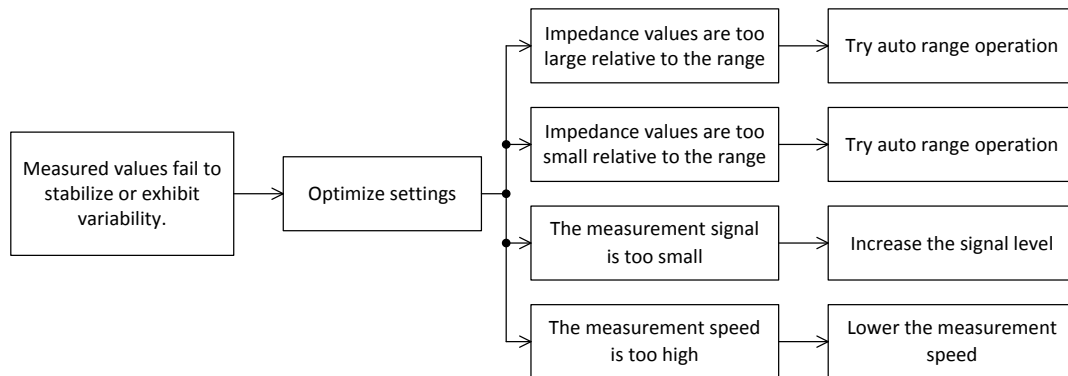 Measured values fail to
stabilize or exhibit
variability.
Optimize settings
Impedance values are too
large relative to the range
Try auto range operation
Impedance values are too
small relative to the range
Try auto range operation
The measurement signal
is too small
Increase the signal level
The measurement speed
is too high
Lower the measurement
speed